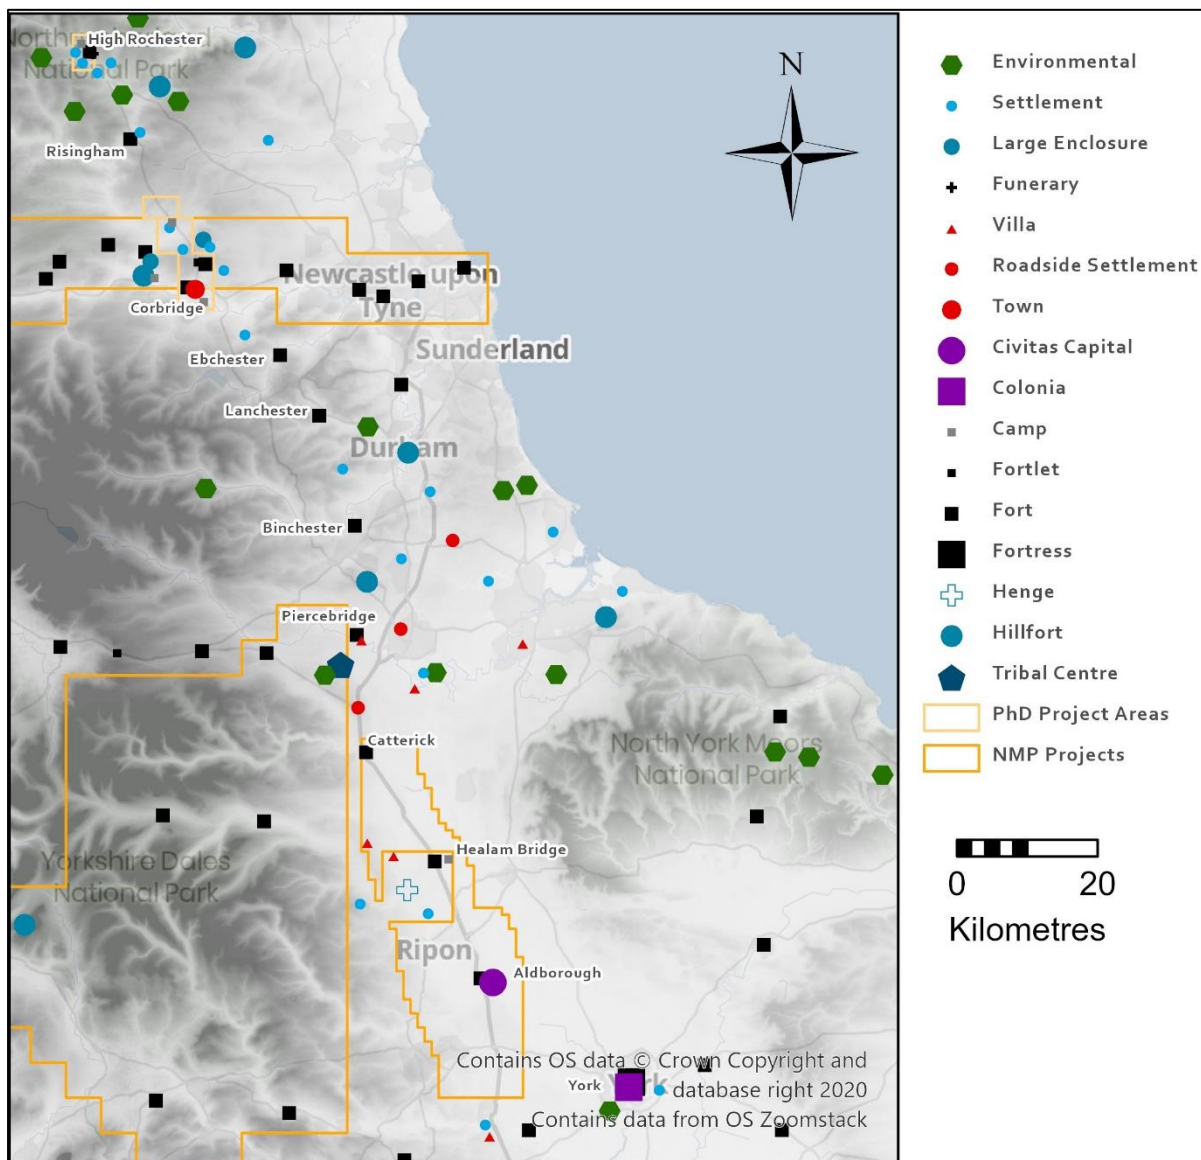 Northumberland
National Park
High Rochester
Risingham
Newcastle upon
Tyne
Corbridge
Sunderland
Ebchester
Lanchester
Durham
Binchester
Piercebridge
Catterick
North York Moors
National Park
Yorkshire Dales
National Park
Healam Bridge
Ripon
Aldborough
York
York
Contains OS data © Crown Copyright and
database right 2020
Contains data from OS Zoomstack
N
Environmental
Settlement
Large Enclosure
Funerary
Villa
Roadside Settlement
Town
Civitas Capital
Colonia
Camp
Fortlet
Fort
Fortress
Henge
Hillfort
Tribal Centre
PhD Project Areas
NMP Projects
0 20
Kilometres